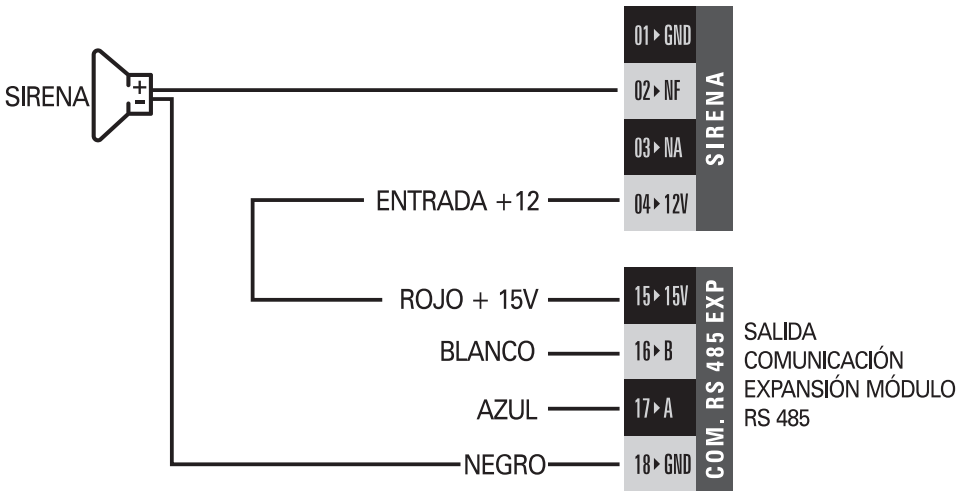 SIRENA
+
-
01 ▸ GND
02 ▸ NF
03 ▸ NA
04 ▸ 12V
SIRENA
ENTRADA +12
ROJO + 15V
BLANCO
AZUL
NEGRO
15 ▸ 15V
16 ▸ B
17 ▸ A
18 ▸ GND
COM. RS 485 EXP
SALIDA
COMUNICACIÓN
EXPANSIÓN MÓDULO
RS 485